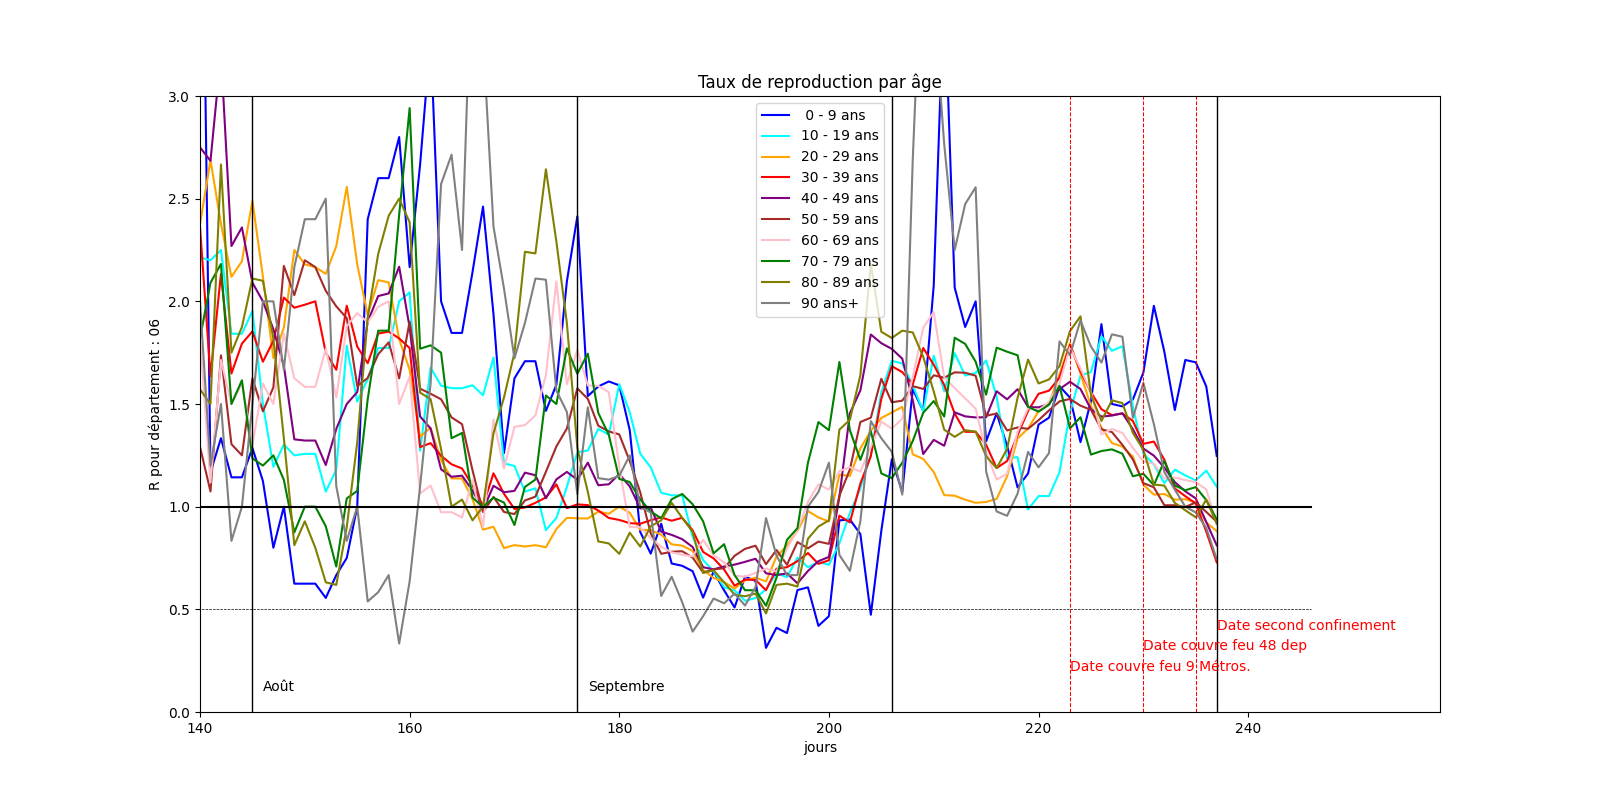 Taux de reproduction par âge
3.0
2.5
2.0
1.5
1.0
0.5
0.0
R pour département : 06
0 - 9 ans
10 - 19 ans
20 - 29 ans
30 - 39 ans
40 - 49 ans
50 - 59 ans
60 - 69 ans
70 - 79 ans
80 - 89 ans
90 ans+
Date second confinement
Date couvre feu 48 dep
Date couvre feu 9 Métros.
Août
Septembre
140
160
180
200
220
240
jours